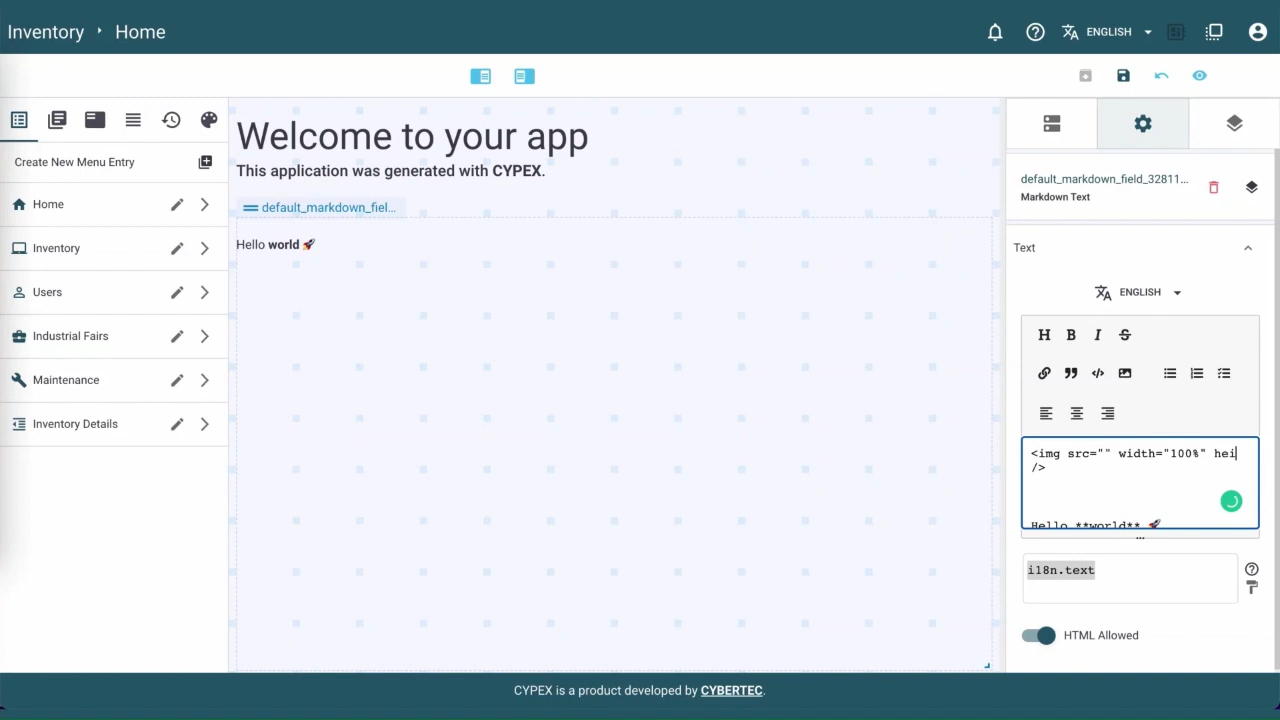 Inventory Home
ENGLISH
Create New Menu Entry
Home
Inventory
Users
Industrial Fairs
Maintenance
Inventory Details
Welcome to your app
This application was generated with CYPEX.
default_markdown_fiel...
Hello world 🚀
default_markdown_field_32811...
Markdown Text
Text
ENGLISH
H B I S
<img src="" width="100%" hei
/>
Hello **world** 🚀
i18n.text
HTML Allowed
CYPEX is a product developed by CYBERTEC.